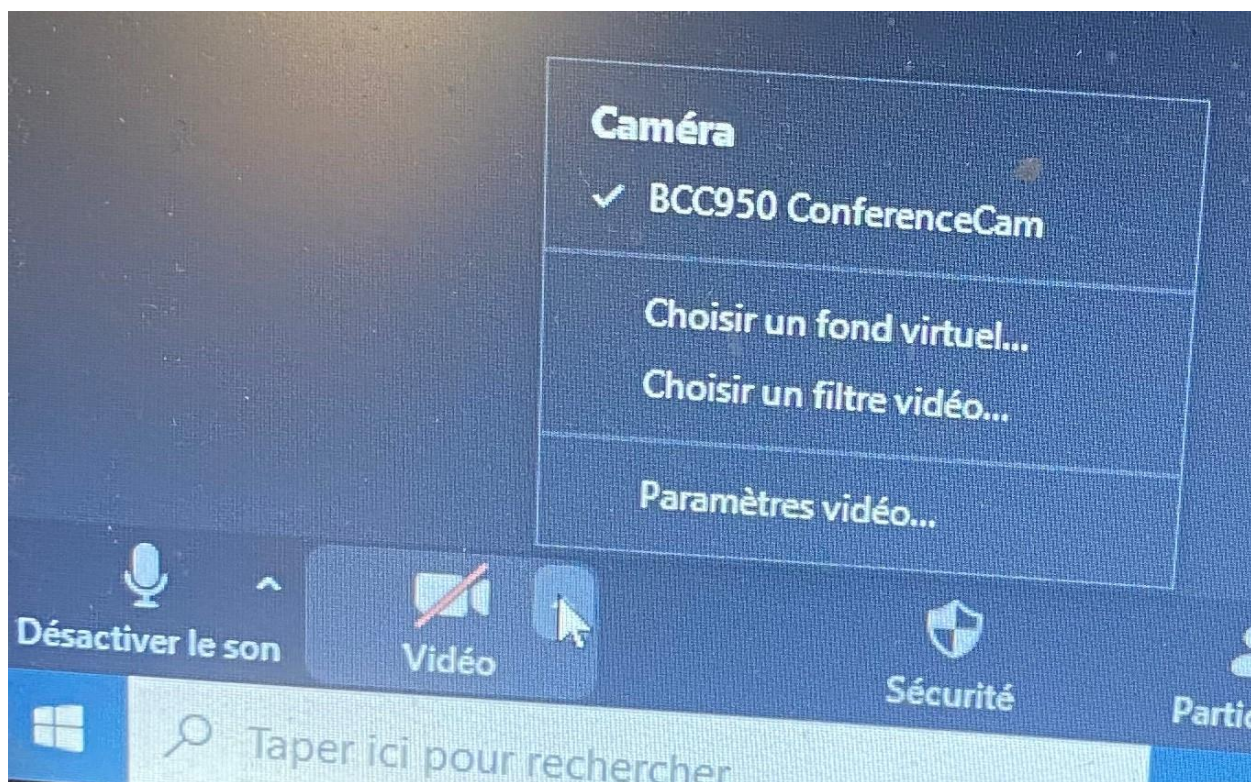 Caméra
BCC950 ConferenceCam
Choisir un fond virtuel...
Choisir un filtre vidéo...
Paramètres vidéo...
Désactiver le son
Vidéo
Sécurité
Partic
Taper ici pour rechercher